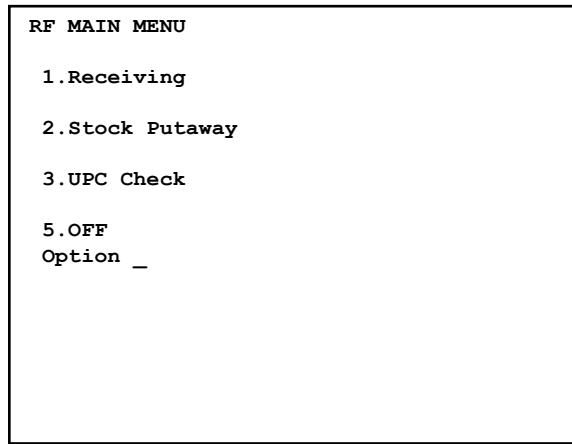 RF MAIN MENU
1.Receiving
2.Stock Putaway
3.UPC Check
5.OFF
Option _